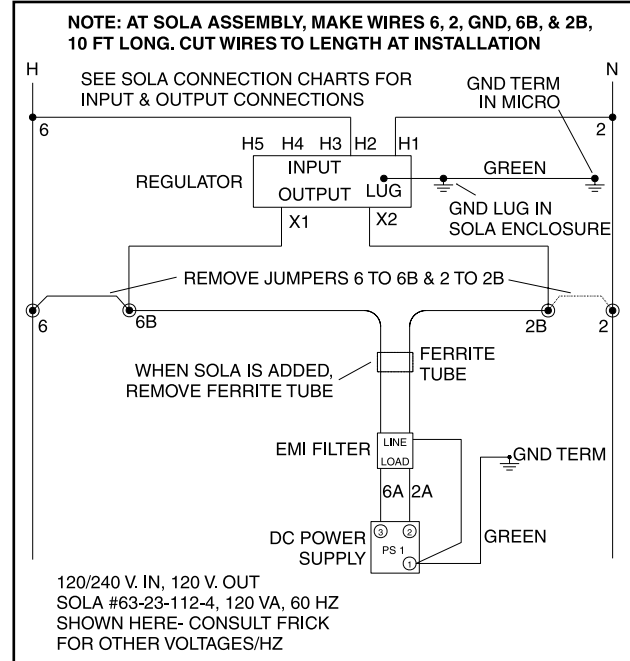 NOTE: AT SOLA ASSEMBLY, MAKE WIRES 6, 2, GND, 6B, & 2B,
10 FT LONG. CUT WIRES TO LENGTH AT INSTALLATION
H
N
SEE SOLA CONNECTION CHARTS FOR
INPUT & OUTPUT CONNECTIONS
GND TERM
IN MICRO
6
2
H5 H4 H3 H2 H1
REGULATOR
INPUT
OUTPUT
LUG
GREEN
GND LUG IN
SOLA ENCLOSURE
X1
X2
REMOVE JUMPERS 6 TO 6B & 2 TO 2B
6
6B
2B
2
WHEN SOLA IS ADDED,
REMOVE FERRITE TUBE
FERRITE
TUBE
EMI FILTER
LINE
LOAD
GND TERM
6A
2A
DC POWER
SUPPLY
3
2
PS 1
1
GREEN
120/240 V. IN, 120 V. OUT
SOLA #63-23-112-4, 120 VA, 60 HZ
SHOWN HERE- CONSULT FRICK
FOR OTHER VOLTAGES/HZ